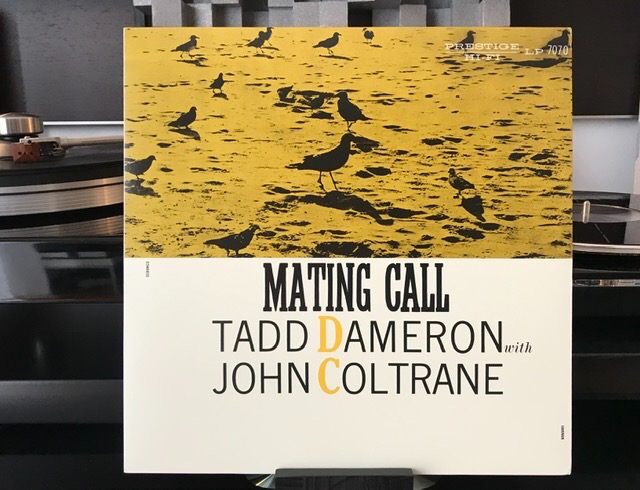 PRESTIGE LP 7070
HI-FI
MATING CALL
TADD DAMERON with
JOHN COLTRANE